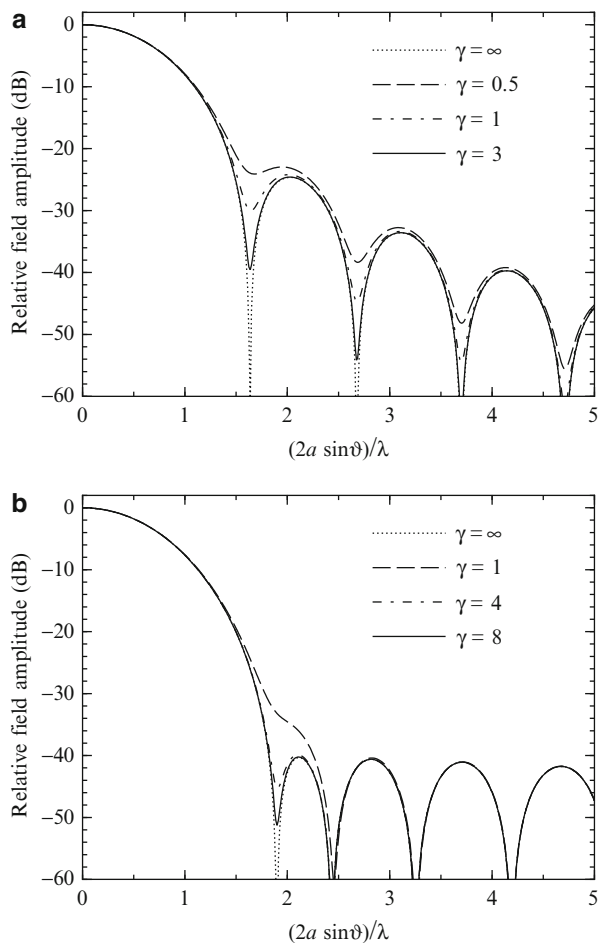 a
0
−10
−20
−30
−40
−50
−60
Relative field amplitude (dB)
γ = ∞
γ = 0.5
γ = 1
γ = 3
0 1 2 3 4 5
(2a sinϑ)/λ
b
0
−10
−20
−30
−40
−50
−60
Relative field amplitude (dB)
γ = ∞
γ = 1
γ = 4
γ = 8
0 1 2 3 4 5
(2a sinϑ)/λ